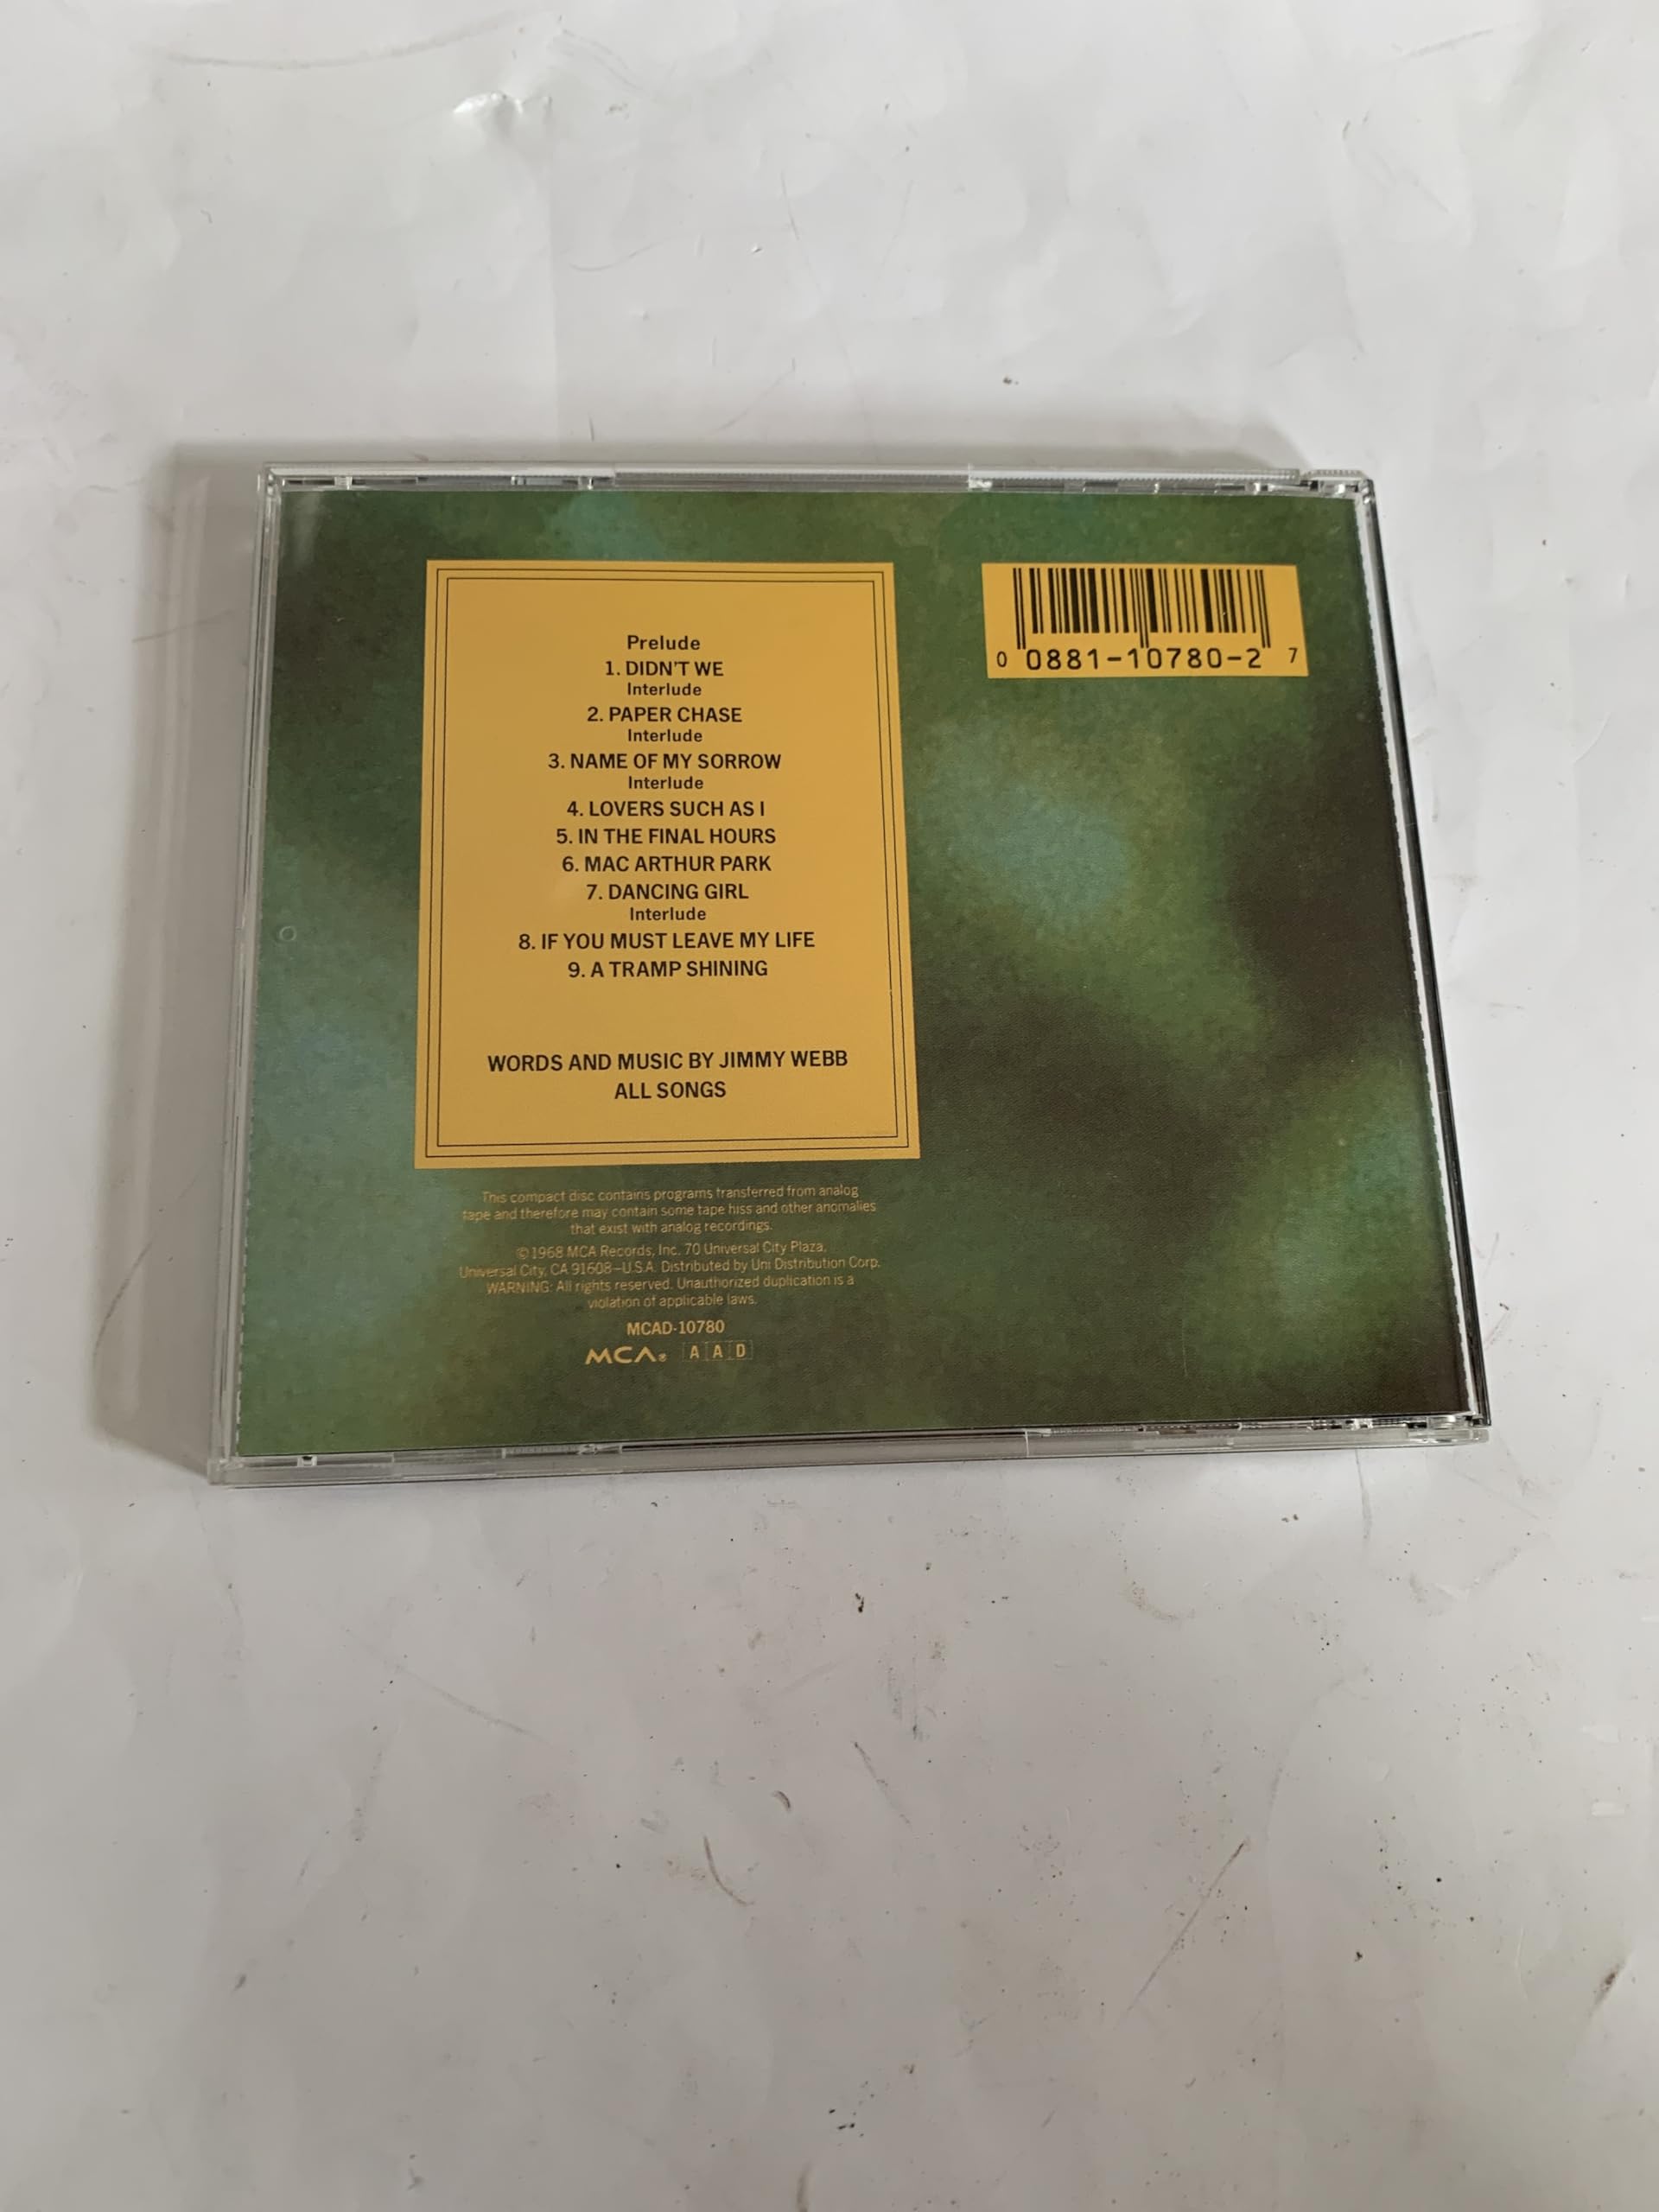 Prelude
1. DIDN'T WE
Interlude
2. PAPER CHASE
Interlude
3. NAME OF MY SORROW
Interlude
4. LOVERS SUCH AS I
5. IN THE FINAL HOURS
6. MAC ARTHUR PARK
7. DANCING GIRL
Interlude
8. IF YOU MUST LEAVE MY LIFE
9. A TRAMP SHINING
WORDS AND MUSIC BY JIMMY WEBB
ALL SONGS
This compact disc contains programs transferred from analog
tape and therefore may contain some tape hiss and other anomalies
that exist with analog recordings.
©1968 MCA Records, Inc. 70 Universal City Plaza,
Universal City, CA 91608–U.S.A. Distributed by Uni Distribution Corp.
WARNING: All rights reserved. Unauthorized duplication is a
violation of applicable laws.
MCAD-10780
MCA® A A D
0 0881-10780-2 7